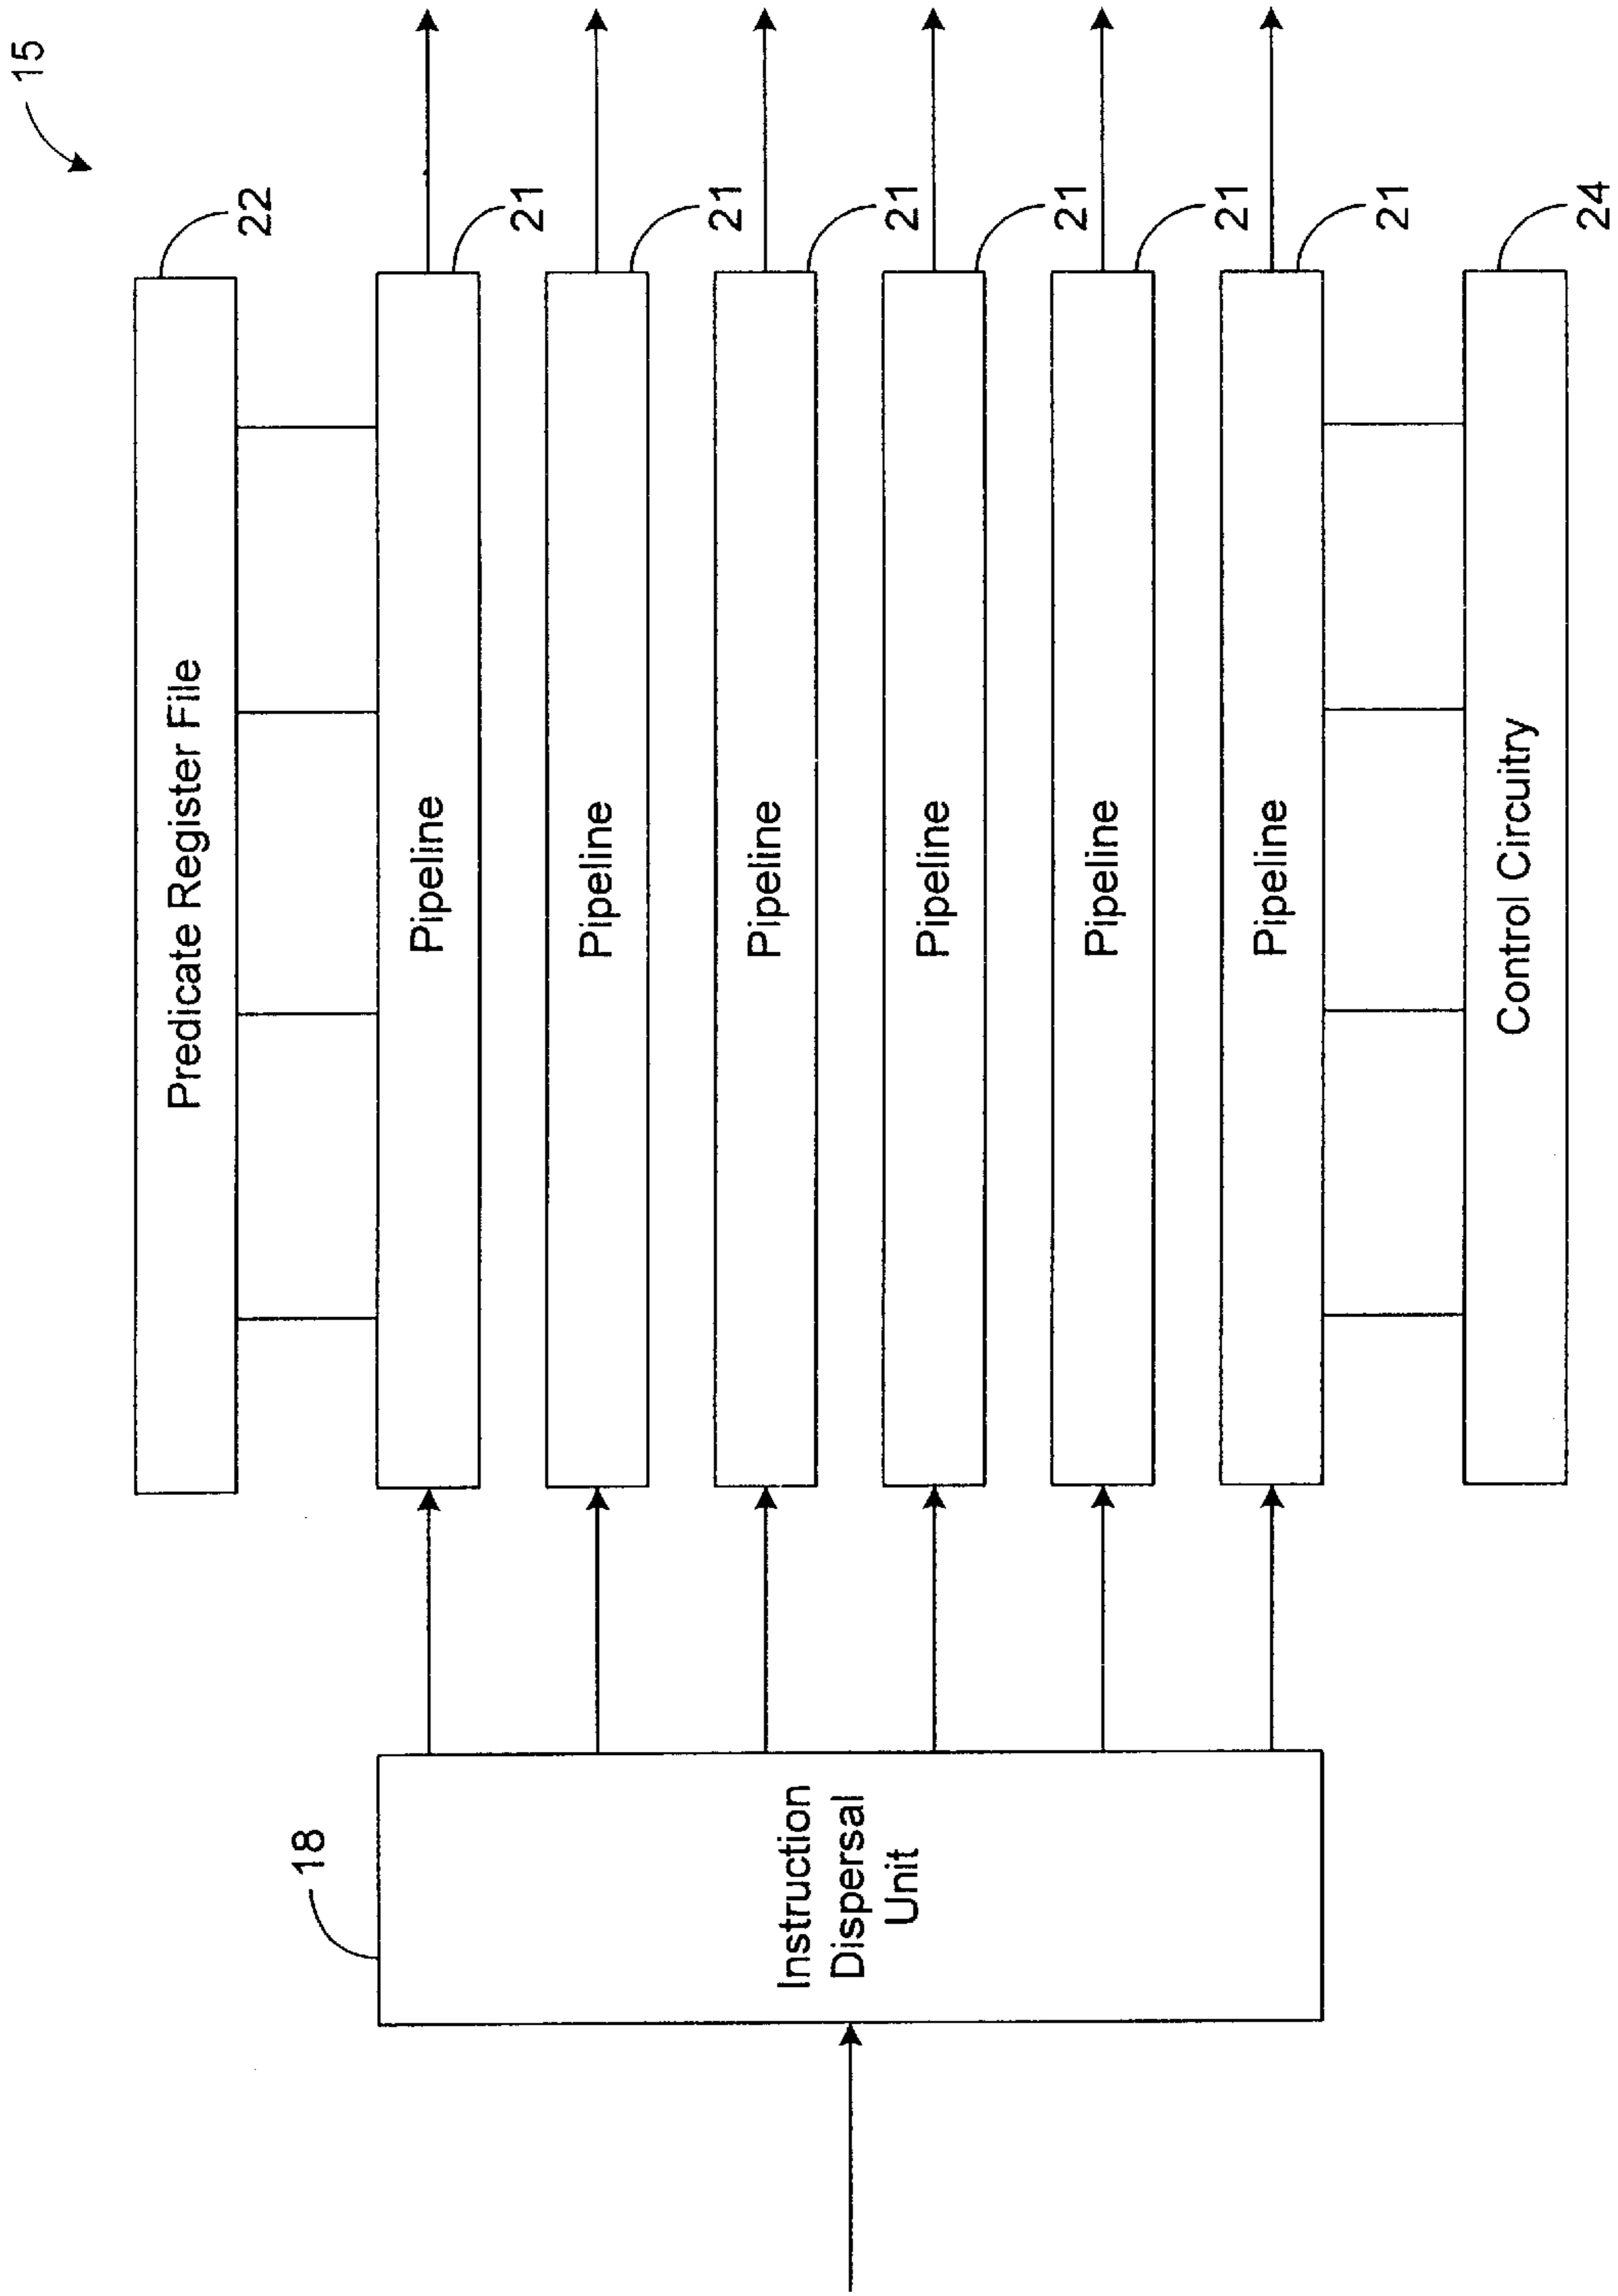 15
Predicate Register File
22
Pipeline
21
Pipeline
21
Pipeline
21
Pipeline
21
Pipeline
21
Pipeline
21
Control Circuitry
24
18
Instruction
Dispersal
Unit